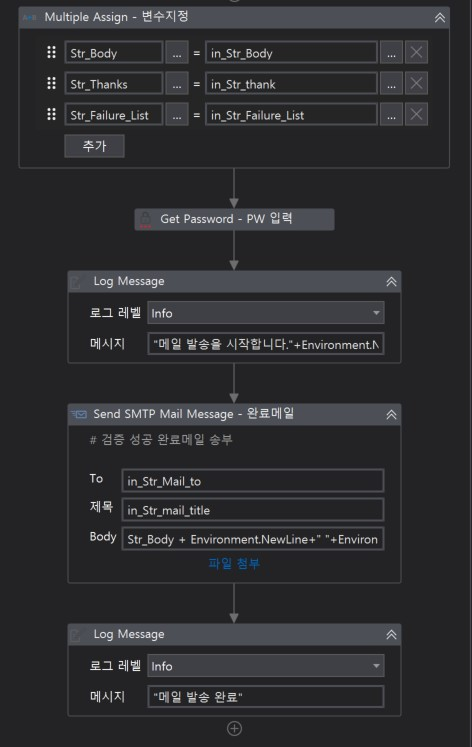 Multiple Assign - 변수지정
Str_Body ... = in_Str_Body ...
Str_Thanks ... = in_Str_thank ...
Str_Failure_List ... = in_Str_Failure_List ...
추가
Get Password - PW 입력
Log Message
로그 레벨 Info
메시지 "메일 발송을 시작합니다."+Environment.N
Send SMTP Mail Message - 완료메일
# 검증 성공 완료메일 송부
To in_Str_Mail_to
제목 in_Str_mail_title
Body Str_Body + Environment.NewLine+" "+Environ
파일 첨부
Log Message
로그 레벨 Info
메시지 "메일 발송 완료"